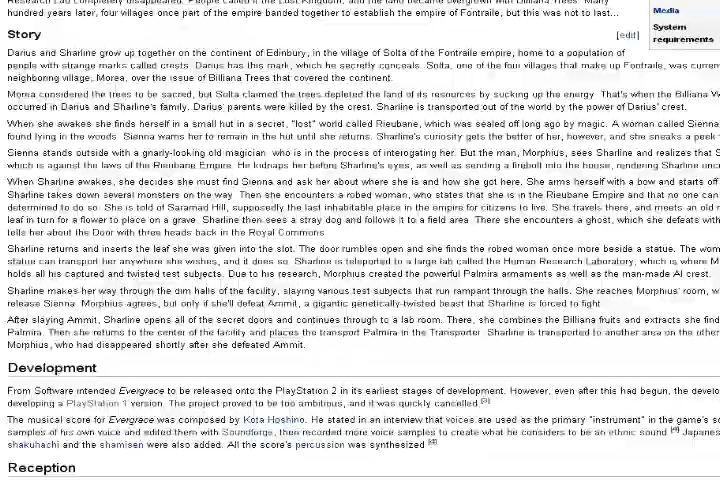 Research Lab completely disappeared. People called it the Lost Kingdom, and the land became overgrown with Billiana Trees. Many
hundred years later, four villages once part of the empire banded together to establish the empire of Fontraile, but this was not to last...
Media
System
requirements
Story
[edit]
Darius and Sharline grow up together on the continent of Edinbury, in the village of Solta of the Fontraile empire, home to a population of
people with strange marks called crests. Darius has this mark, which he secretly conceals. Solta, one of the four villages that make up Fontraile, was curren
neighboring village, Morea, over the issue of Billiana Trees that covered the continent.
Morea considered the trees to be sacred, but Solta claimed the trees depleted the land of its resources by sucking up the energy. That's when the Billiana W
occurred in Darius and Sharline's family. Darius' parents were killed by the crest. Sharline is transported out of the world by the power of Darius' crest.
When she awakes she finds herself in a small hut in a secret, "lost" world called Rieubane, which was sealed off long ago by magic. A woman called Sienna
found lying in the woods. Sienna warns her to remain in the hut until she returns. Sharline's curiosity gets the better of her, however, and she sneaks a peek
Sienna stands outside with a gnarly-looking old magician who is in the process of interogating her. But the man, Morphius, sees Sharline and realizes that S
which is against the laws of the Rieubane Empire. He kidnaps her before Sharline's eyes, as well as sending a firebolt into the house, rendering Sharline unc
When Sharline awakes, she decides she must find Sienna and ask her about where she is and how she got here. She arms herself with a bow and starts off
Sharline takes down several monsters on the way. Then she encounters a robed woman, who states that she is in the Rieubane Empire and that no one can
determined to do so. She is told of Saramad Hill, supposedly the last inhabitable place in the empire for citizens to live. She travels there, and meets an old
leaf in turn for a flower to place on a grave. Sharline then sees a stray dog and follows it to a field area. There she encounters a ghost, which she defeats with
tells her about the Door with three heads back in the Royal Commons
Sharline returns and inserts the leaf she was given into the slot. The door rumbles open and she finds the robed woman once more beside a statue. The wom
statue can transport her anywhere she wishes, and it does so. Sharline is teleported to a large lab called the Human Research Laboratory, which is where M
holds all his captured and twisted test subjects. Due to his research, Morphius created the powerful Palmira armaments as well as the man-made AI crest.
Sharline makes her way through the dim halls of the facility, slaying various test subjects that run rampant through the halls. She reaches Morphius' room, w
release Sienna. Morphius agrees, but only if she'll defeat Ammit, a gigantic genetically-twisted beast that Sharline is forced to fight
After slaying Ammit, Sharline opens all of the secret doors and continues through to a lab room. There, she combines the Billiana fruits and extracts she find
Palmira. Then she returns to the center of the facility and places the transport Palmira in the Transporter. Sharline is transported to another area on the other
Morphius, who had disappeared shortly after she defeated Ammit.
Development
From Software intended Evergrace to be released onto the PlayStation 2 in its earliest stages of development. However, even after this had begun, the develo
developing a PlayStation 1 version. The project proved to be too ambitious, and it was quickly cancelled.[3]
The musical score for Evergrace was composed by Kota Hoshino. He stated in an interview that voices are used as the primary "instrument" in the game's so
samples of his own voice and edited them with Soundforge, then recorded more voice samples to create what he considers to be an ethnic sound.[4] Japanes
shakuhachi and the shamisen were also added. All the score's percussion was synthesized.[4]
Reception